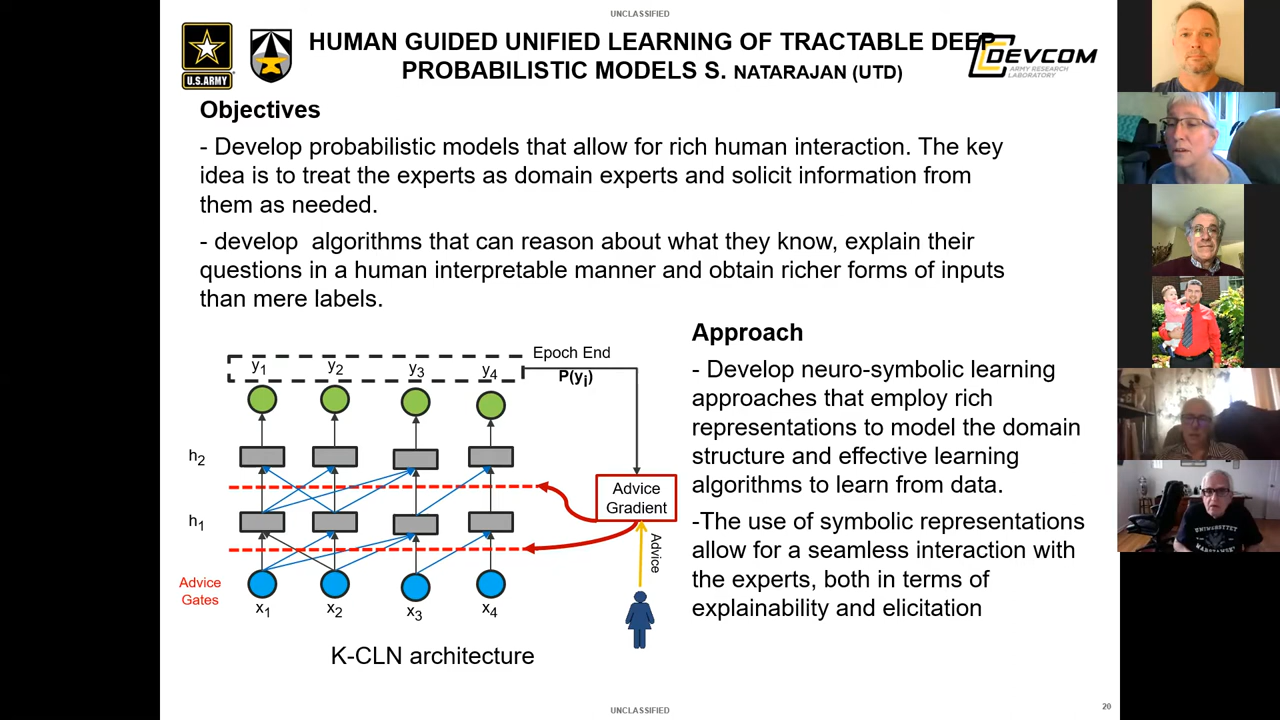 UNCLASSIFIED
HUMAN GUIDED UNIFIED LEARNING OF TRACTABLE DEEP
PROBABILISTIC MODELS S. NATARAJAN (UTD)
U.S.ARMY
DEVCOM
ARMY RESEARCH
LABORATORY
Objectives
- Develop probabilistic models that allow for rich human interaction. The key
idea is to treat the experts as domain experts and solicit information from
them as needed.
- develop algorithms that can reason about what they know, explain their
questions in a human interpretable manner and obtain richer forms of inputs
than mere labels.
y1 y2 y3 y4
Epoch End
P(yi)
h2
h1
Advice
Gradient
Advice
Advice
Gates
x1 x2 x3 x4
K-CLN architecture
Approach
- Develop neuro-symbolic learning
approaches that employ rich
representations to model the domain
structure and effective learning
algorithms to learn from data.
-The use of symbolic representations
allow for a seamless interaction with
the experts, both in terms of
explainability and elicitation
UNCLASSIFIED
20